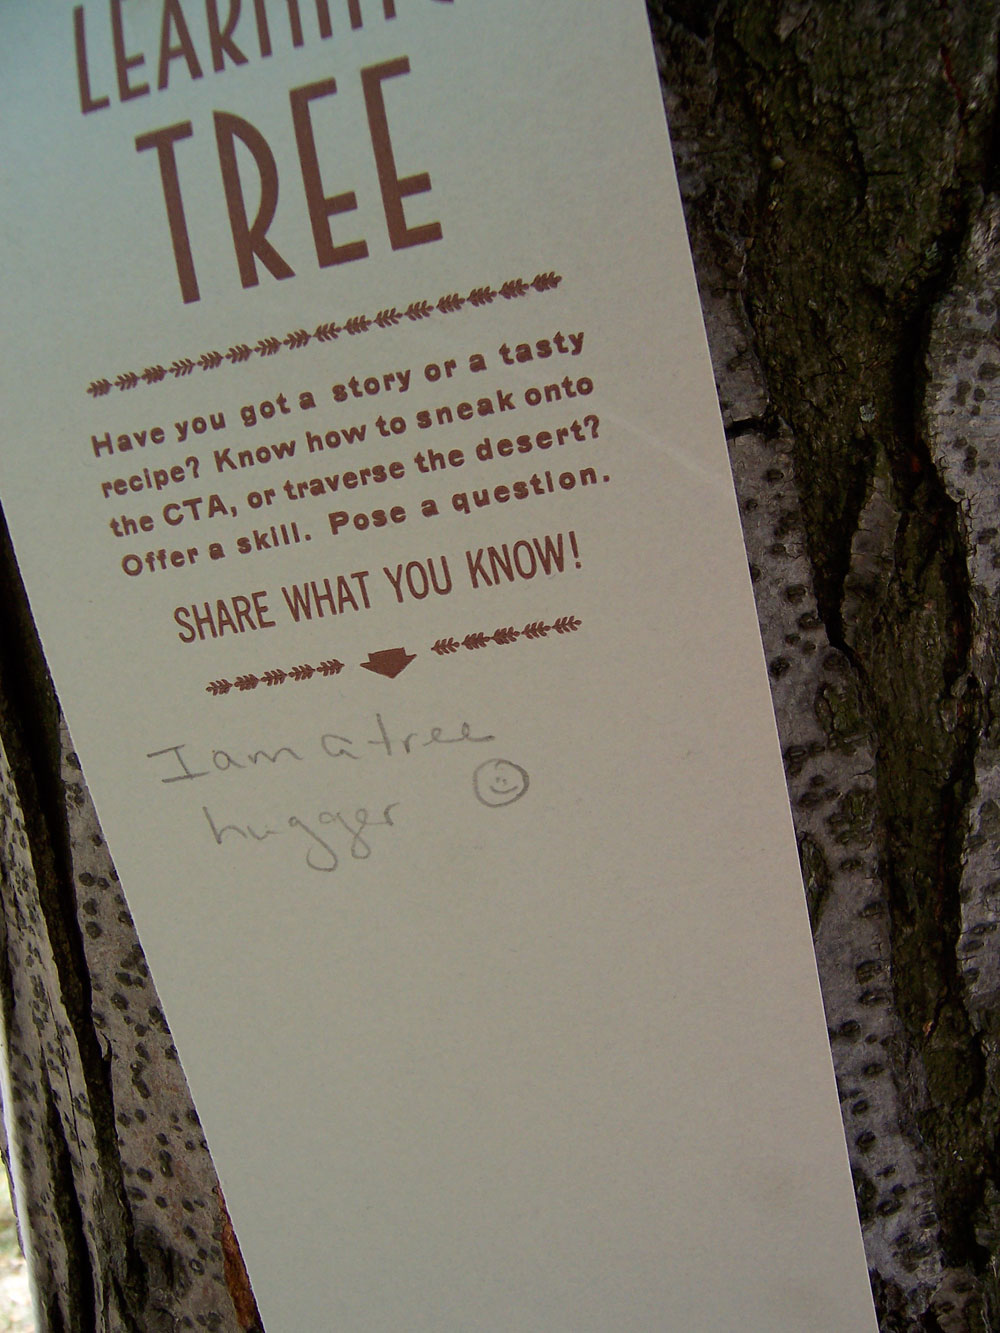 LEARNING
TREE
Have you got a story or a tasty
recipe? Know how to sneak onto
the CTA, or traverse the desert?
Offer a skill. Pose a question.
SHARE WHAT YOU KNOW!
I am a tree
hugger